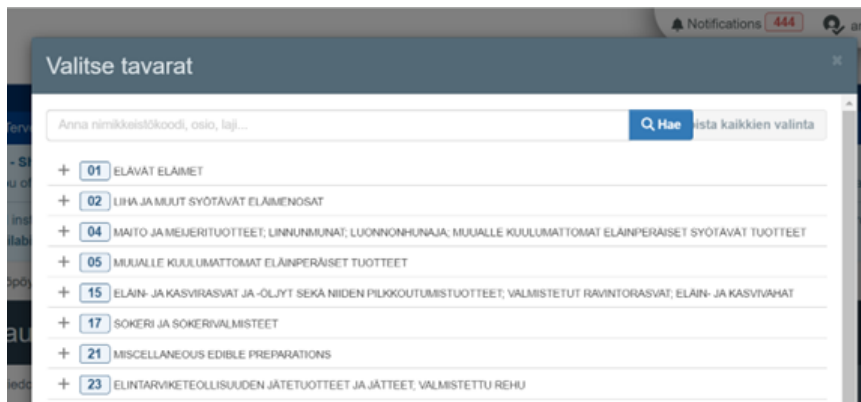 Notifications 444
Valitse tavarat
Anna nimikkeistökoodi, osio, laji...
Hae
ista kaikkien valinta
01 ELÄVÄT ELÄIMET
02 LIHA JA MUUT SYÖTÄVÄT ELÄIMENOSAT
04 MAITO JA MEIJERITUOTTEET; LINNUNMUNAT; LUONNONHUNAJA; MUUALLE KUULUMATTOMAT ELÄINPERÄISET SYÖTÄVÄT TUOTTEET
05 MUUALLE KUULUMATTOMAT ELÄINPERÄISET TUOTTEET
15 ELÄIN- JA KASVIRASVAT JA -ÖLJYT SEKÄ NIIDEN PILKKOUTUMISTUOTTEET; VALMISTETUT RAVINTORASVAT; ELÄIN- JA KASVIVAHAT
17 SOKERI JA SOKERIVALMISTEET
21 MISCELLANEOUS EDIBLE PREPARATIONS
23 ELINTARVIKETEOLLISUUDEN JÄTETUOTTEET JA JÄTTEET; VALMISTETTU REHU